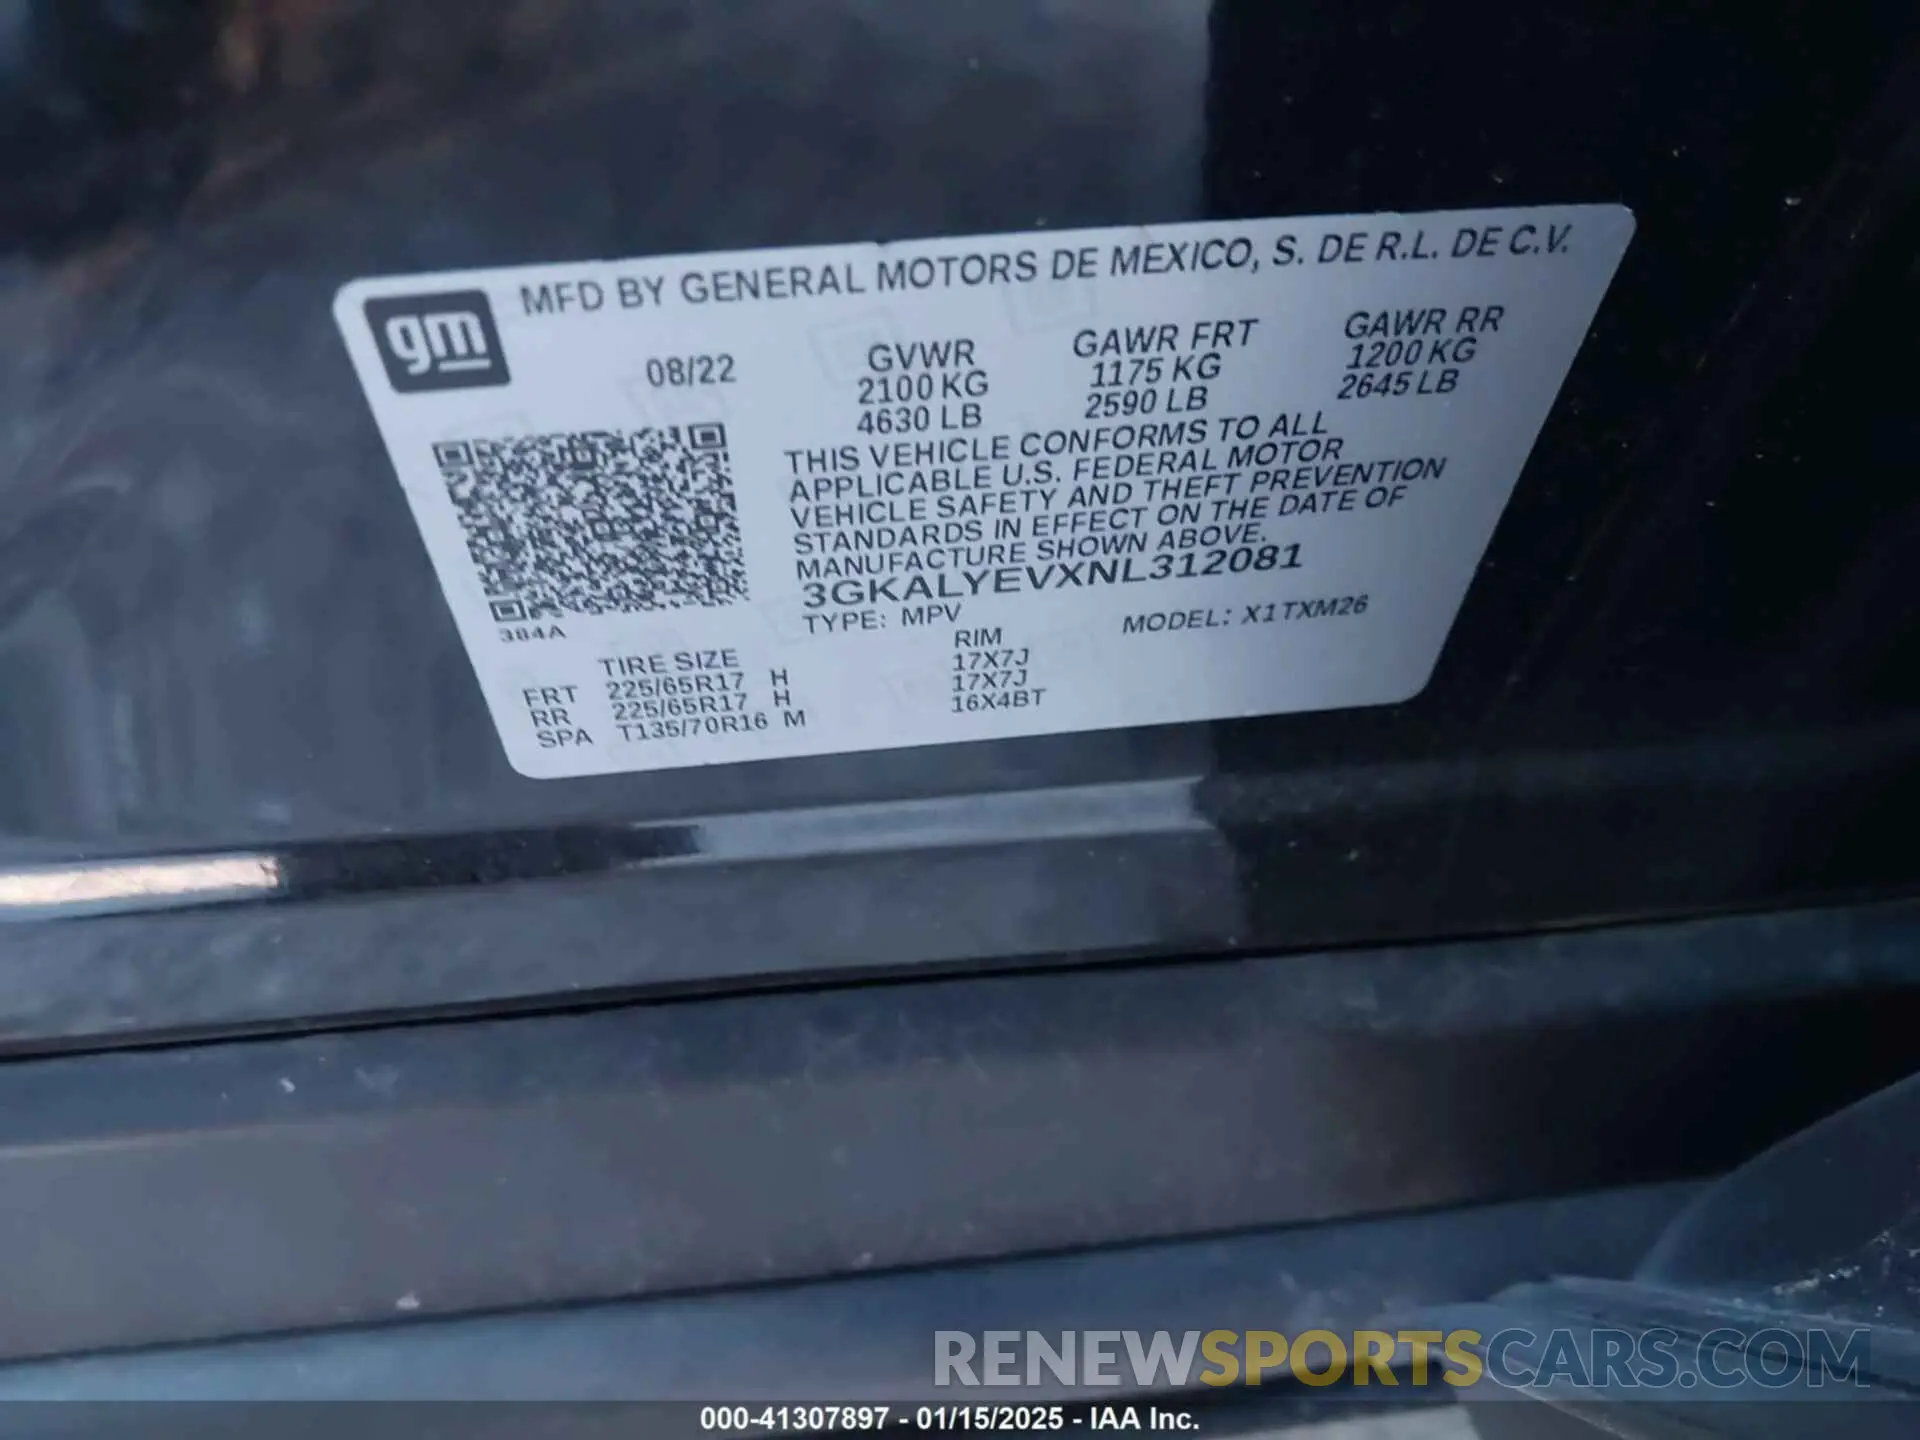 gm
MFD BY GENERAL MOTORS DE MEXICO, S. DE R.L. DE C.V.
08/22
GVWR GAWR FRT GAWR RR
2100 KG 1175 KG 1200 KG
4630 LB 2590 LB 2645 LB
THIS VEHICLE CONFORMS TO ALL
APPLICABLE U.S. FEDERAL MOTOR
VEHICLE SAFETY AND THEFT PREVENTION
STANDARDS IN EFFECT ON THE DATE OF
MANUFACTURE SHOWN ABOVE.
3GKALYEVXNL312081
384A
TYPE: MPV MODEL: X1TXM26
TIRE SIZE RIM
FRT 225/65R17 H 17X7J
RR 225/65R17 H 17X7J
SPA T135/70R16 M 16X4BT
RENEWSPORTSCARS.COM
000-41307897 - 01/15/2025 - IAA Inc.